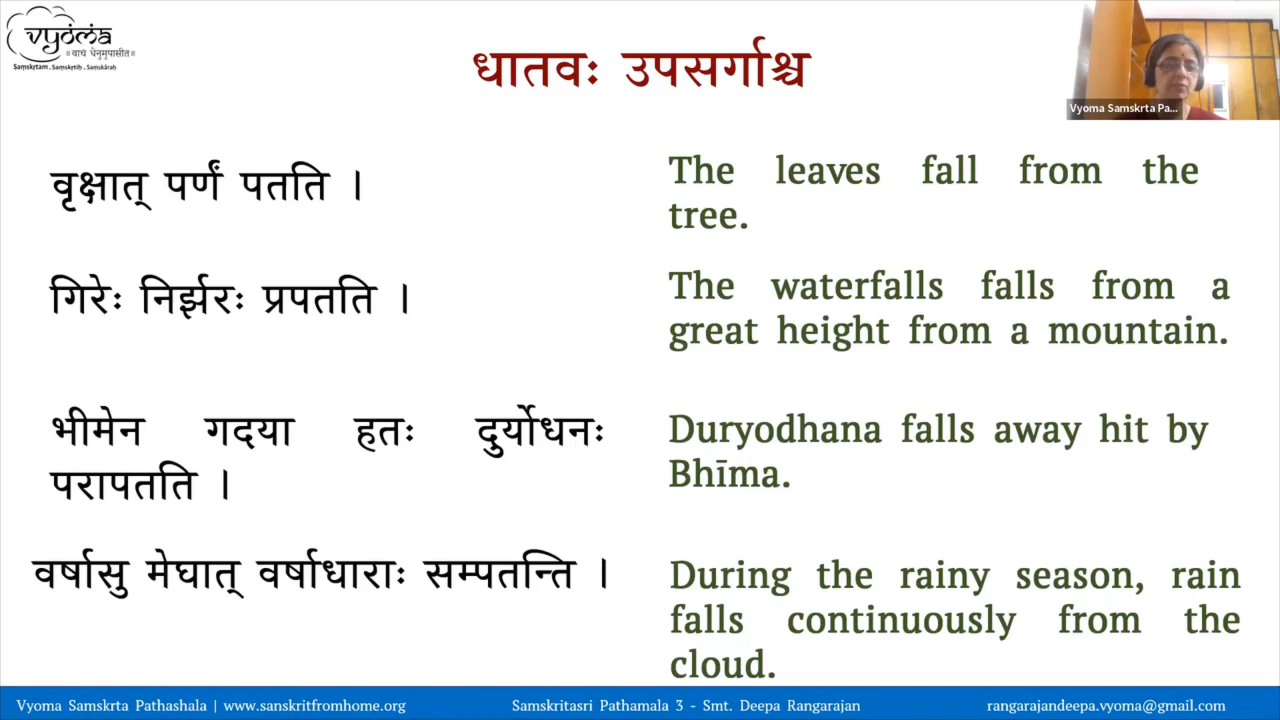 vyoma
॥ वाचं धेनुमुपासीत॥
Saṃskṛtam . Saṃskṛtiḥ . Saṃskāraḥ
धातवः उपसर्गाश्च
Vyoma Samskrta Pa...
वृक्षात् पर्णं पतति ।
The leaves fall from the
tree.
गिरेः निर्झरः प्रपतति ।
The waterfalls falls from a
great height from a mountain.
भीमेन गदया हतः दुर्योधनः
परापतति ।
Duryodhana falls away hit by
Bhīma.
वर्षासु मेघात् वर्षाधाराः सम्पतन्ति ।
During the rainy season, rain
falls continuously from the
cloud.
Vyoma Samskrta Pathashala | www.sanskritfromhome.org
Samskritasri Pathamala 3 - Smt. Deepa Rangarajan
rangarajandeepa.vyoma@gmail.com